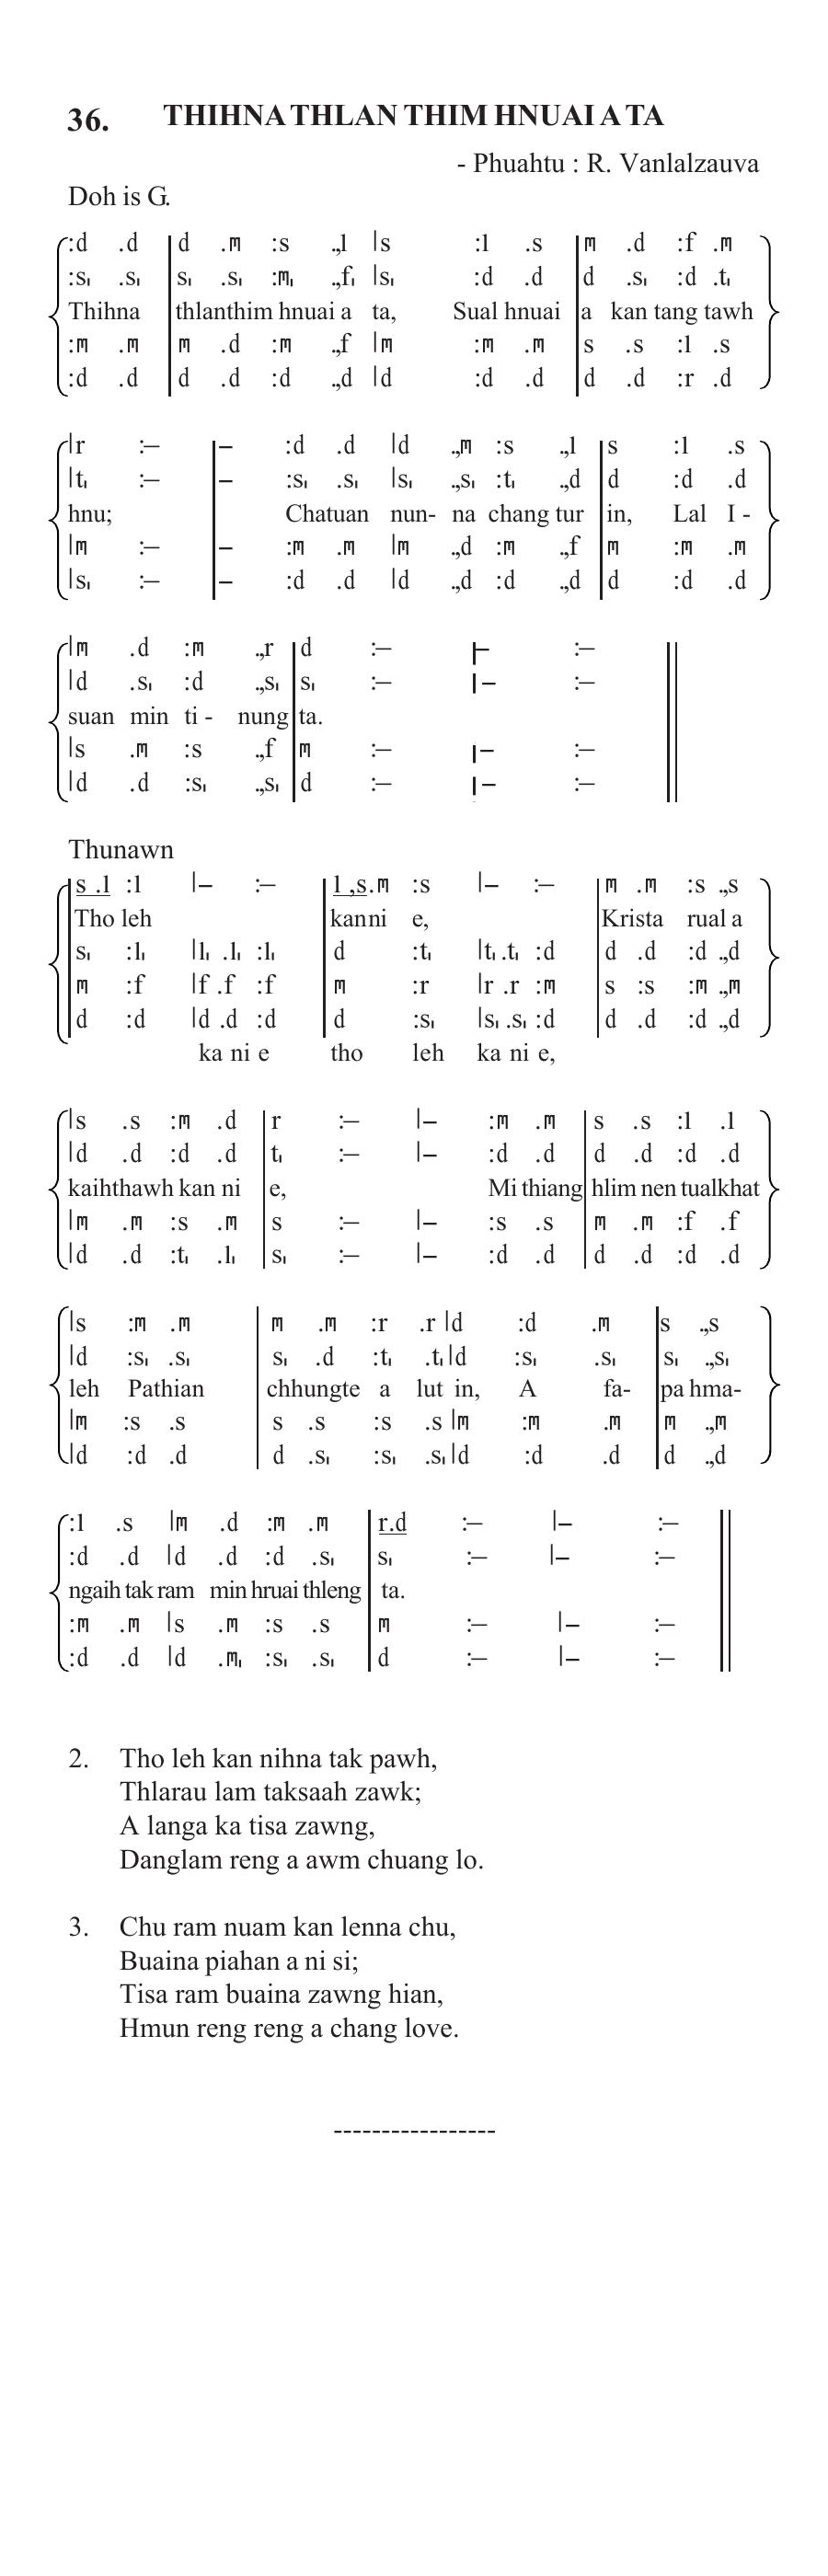 36. THIHNA THLAN THIM HNUAI A TA
- Phuahtu : R. Vanlalzauva
Doh is G.
:d .d | d .m :s .,l |s :l .s | m .d :f .m
:s₁ .s₁ | s₁ .s₁ :m₁ .,f₁ |s₁ :d .d | d .s₁ :d .t₁
Thihna thlanthim hnuai a ta, Sual hnuai a kan tang tawh
:m .m | m .d :m .,f |m :m .m | s .s :l .s
:d .d | d .d :d .,d |d :d .d | d .d :r .d
|r :– | – :d .d |d .,m :s .,l | s :l .s
|t₁ :– | – :s₁ .s₁ |s₁ .,s₁ :t₁ .,d | d :d .d
hnu; Chatuan nun- na chang tur in, Lal I -
|m :– | – :m .m |m .,d :m .,f | m :m .m
|s₁ :– | – :d .d |d .,d :d .,d | d :d .d
|m .d :m .,r | d :– |– :–
|d .s₁ :d .,s₁ | s₁ :– |– :–
suan min ti - nung ta.
|s .m :s .,f | m :– |– :–
|d .d :s₁ .,s₁ | d :– |– :–
Thunawn
| s .l :l |– :– | l ,s.m :s |– :– | m .m :s .,s
Tho leh kanni e, Krista rual a
s₁ :l₁ |l₁ .l₁ :l₁ | d :t₁ |t₁ .t₁ :d | d .d :d .,d
m :f |f .f :f | m :r |r .r :m | s :s :m .,m
d :d |d .d :d | d :s₁ |s₁ .s₁ :d | d .d :d .,d
ka ni e tho leh ka ni e,
|s .s :m .d | r :– |– :m .m | s .s :l .l
|d .d :d .d | t₁ :– |– :d .d | d .d :d .d
kaihthawh kan ni e, Mi thiang hlim nen tualkhat
|m .m :s .m | s :– |– :s .s | m .m :f .f
|d .d :t₁ .l₁ | s₁ :– |– :d .d | d .d :d .d
|s :m .m | m .m :r .r |d :d .m | s .,s
|d :s₁ .s₁ | s₁ .d :t₁ .t₁ |d :s₁ .s₁ | s₁ .,s₁
leh Pathian chhungte a lut in, A fa- pa hma-
|m :s .s | s .s :s .s |m :m .m | m .,m
|d :d .d | d .s₁ :s₁ .s₁ |d :d .d | d .,d
:l .s |m .d :m .m | r.d :– |– :–
:d .d |d .d :d .s₁ | s₁ :– |– :–
ngaih tak ram min hruai thleng ta.
:m .m |s .m :s .s | m :– |– :–
:d .d |d .m₁ :s₁ .s₁ | d :– |– :–
2. Tho leh kan nihna tak pawh,
Thlarau lam taksaah zawk;
A langa ka tisa zawng,
Danglam reng a awm chuang lo.
3. Chu ram nuam kan lenna chu,
Buaina piahan a ni si;
Tisa ram buaina zawng hian,
Hmun reng reng a chang love.
-----------------